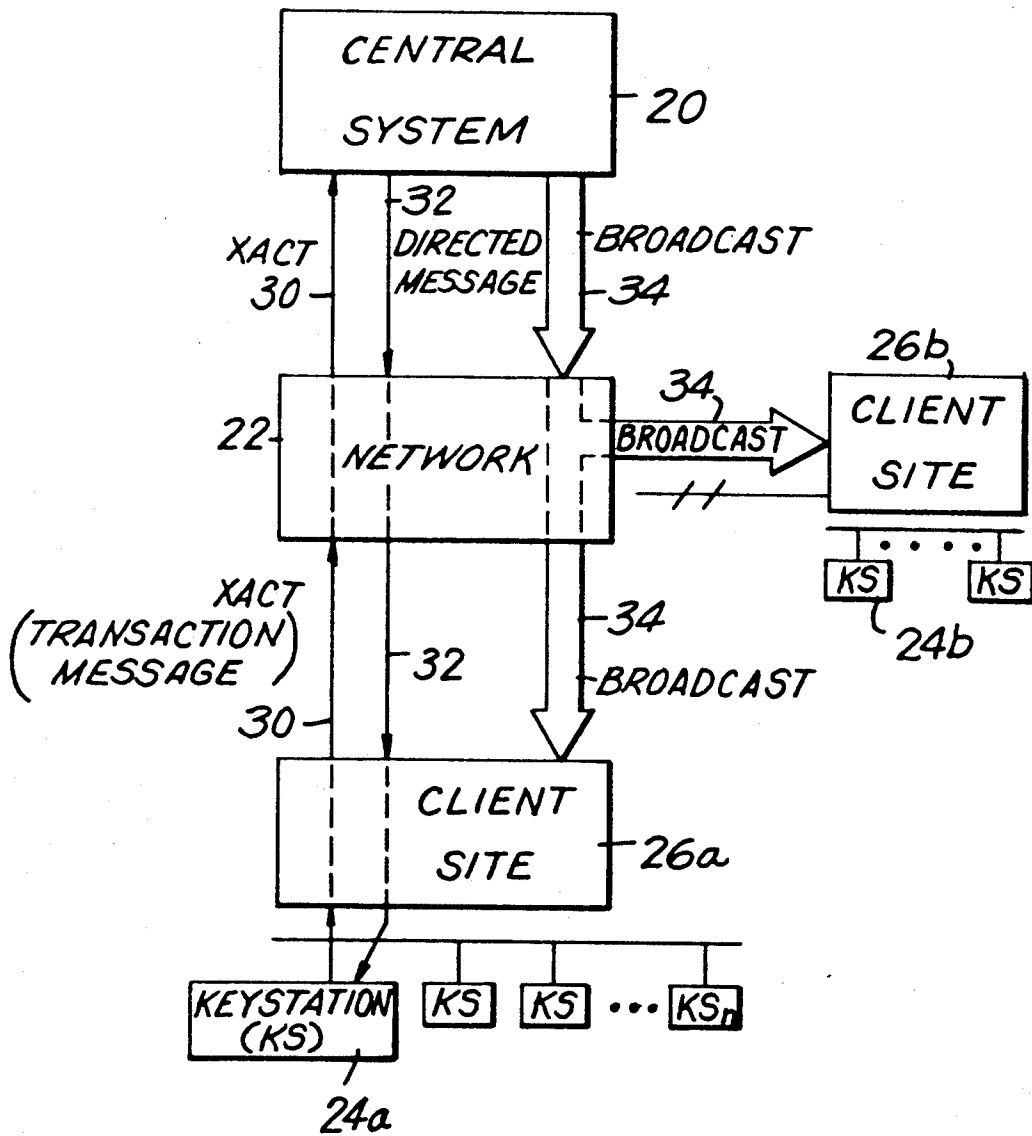 CENTRAL
SYSTEM
20
32
XACT
30
DIRECTED
MESSAGE
BROADCAST
34
26b
CLIENT
SITE
34
BROADCAST
22
NETWORK
KS
• • • •
KS
24b
XACT
(TRANSACTION
MESSAGE)
30
32
34
BROADCAST
CLIENT
SITE
26a
KEYSTATION
(KS)
KS
KS
•••
KSn
24a